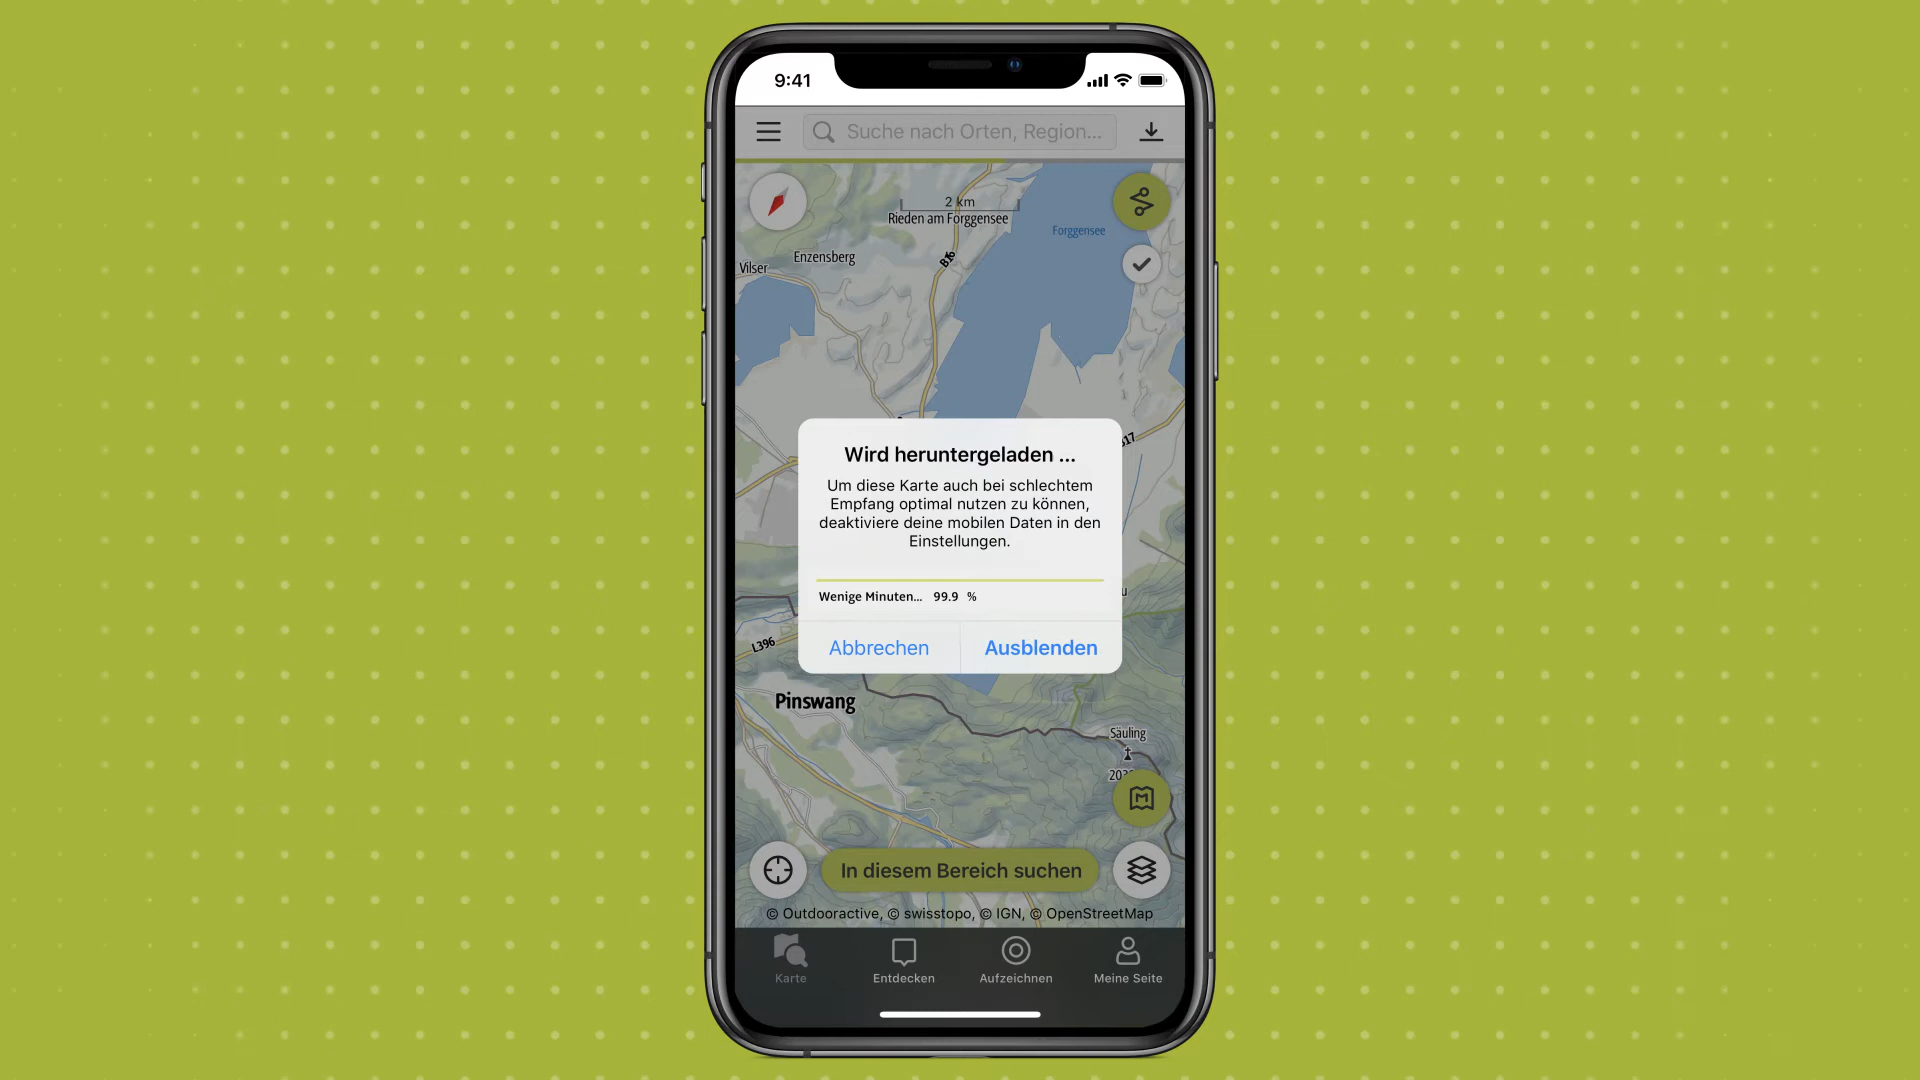 9:41
Suche nach Orten, Region...
2 km
Rieden am Forggensee
Forggensee
Enzensberg
Vilser
B16
B17
Wird heruntergeladen ...
Um diese Karte auch bei schlechtem
Empfang optimal nutzen zu können,
deaktiviere deine mobilen Daten in den
Einstellungen.
Wenige Minuten... 99.9 %
Abbrechen
Ausblenden
L396
Pinswang
Säuling
In diesem Bereich suchen
© Outdooractive, © swisstopo, © IGN, © OpenStreetMap
Karte
Entdecken
Aufzeichnen
Meine Seite